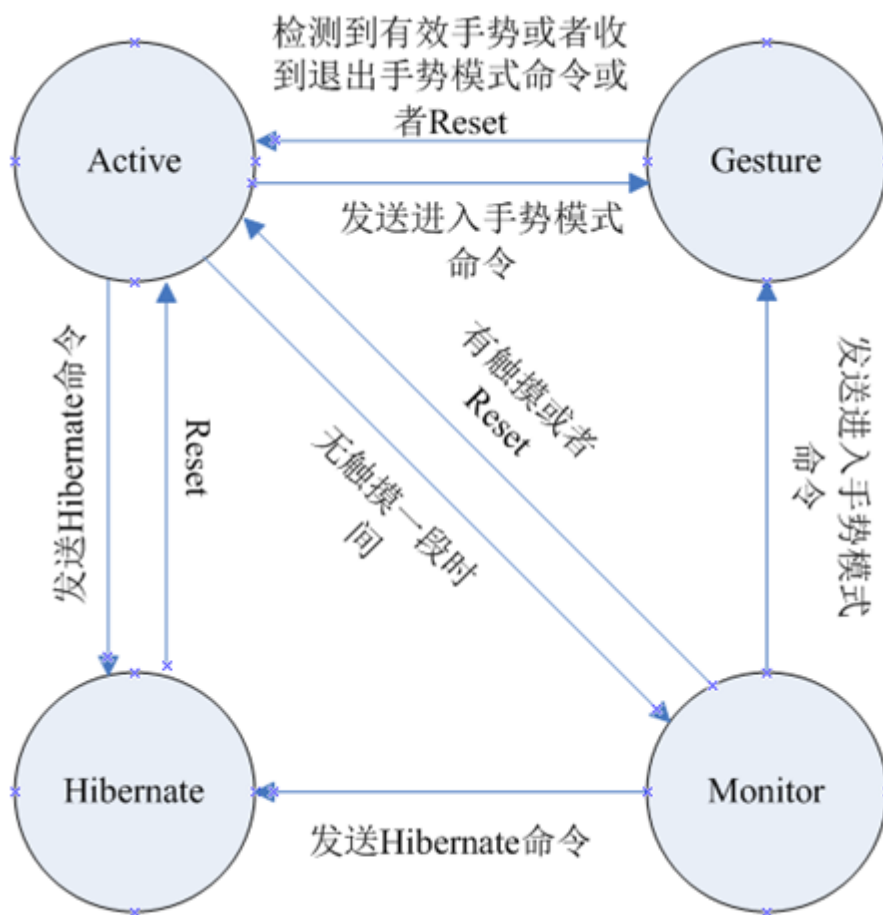 检测到有效手势或者收
到退出手势模式命令或
者Reset
Active
Gesture
发送进入手势模式
命令
发送Hibernate命令
Reset
有触摸或者
Reset
无触摸一段时
间
发送进入手势模式
命令
Hibernate
Monitor
发送Hibernate命令